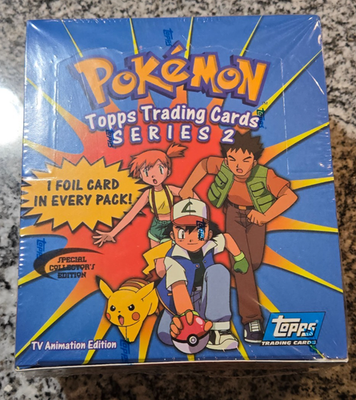 POKÉMON
Topps Trading Cards
SERIES 2
1 FOIL CARD
IN EVERY PACK!
SPECIAL
COLLECTOR'S
EDITION
TV Animation Edition
topps
TRADING CARDS